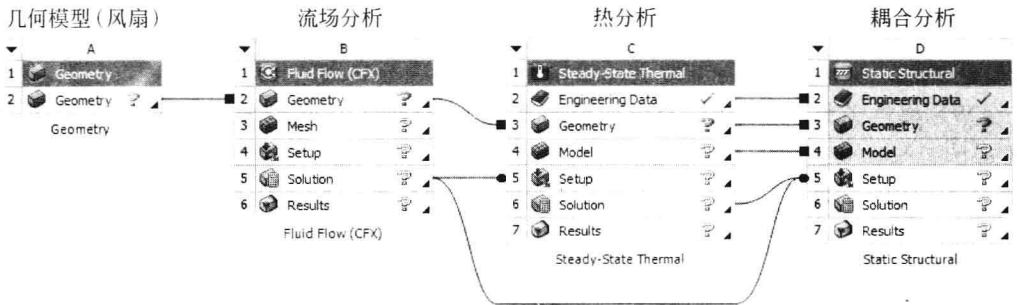 几何模型(风扇)
流场分析
热分析
耦合分析
A
1 Geometry
2 Geometry ?
Geometry
B
1 Fluid Flow (CFX)
2 Geometry ?
3 Mesh ?
4 Setup ?
5 Solution ?
6 Results ?
Fluid Flow (CFX)
C
1 Steady-State Thermal
2 Engineering Data ✓
3 Geometry ?
4 Model ?
5 Setup ?
6 Solution ?
7 Results ?
Steady-State Thermal
D
1 Static Structural
2 Engineering Data ✓
3 Geometry ?
4 Model ?
5 Setup ?
6 Solution ?
7 Results ?
Static Structural